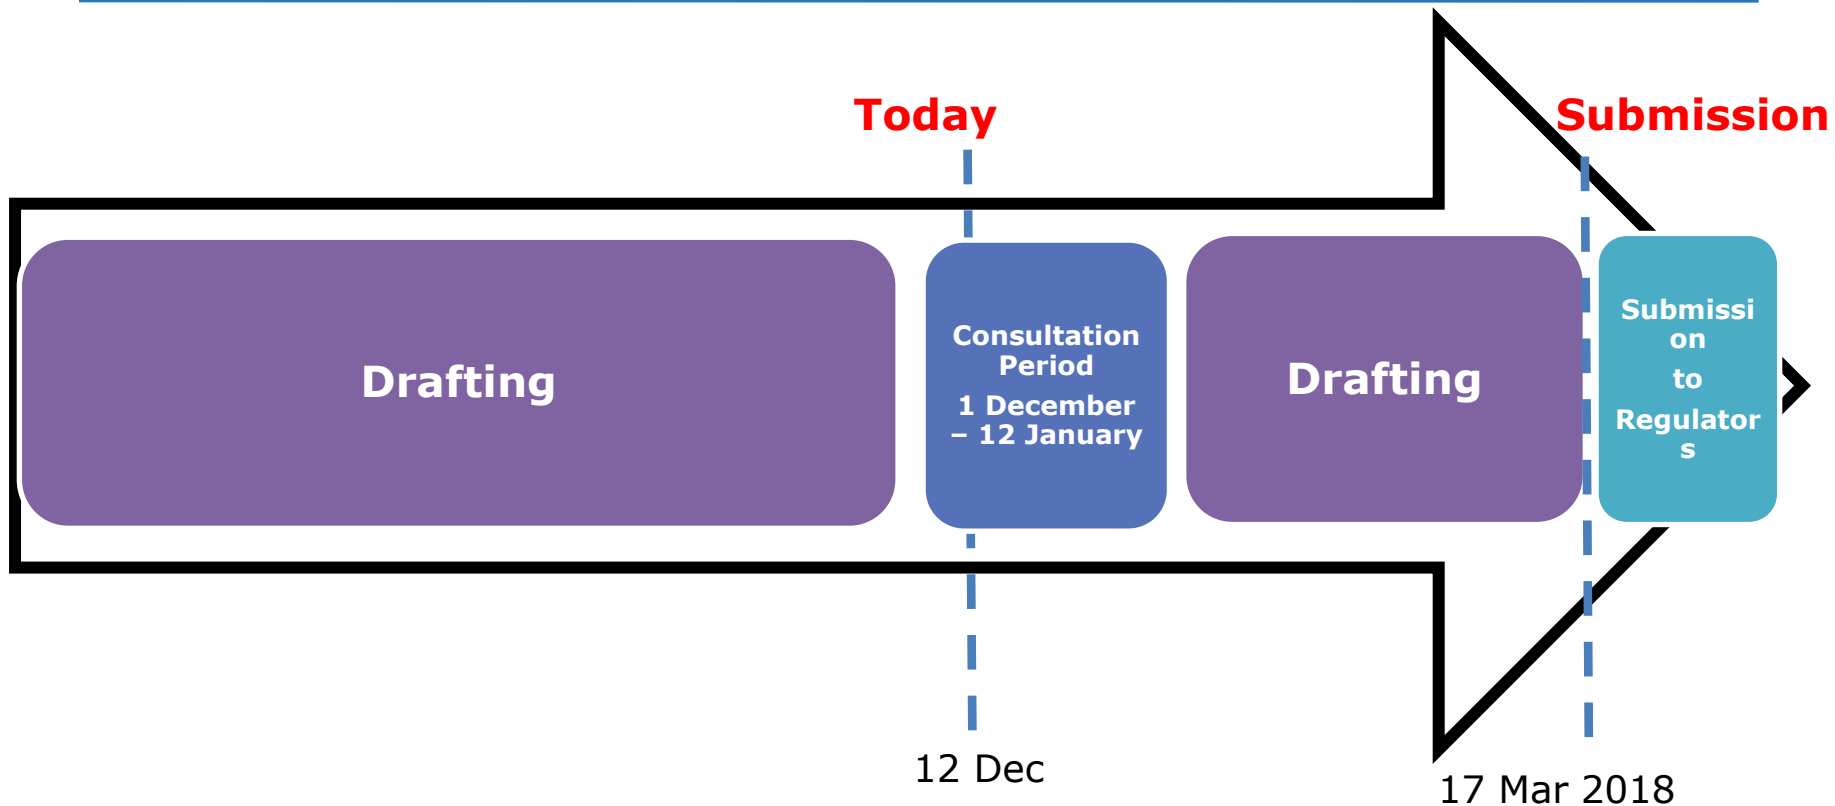 Today
Submission
Drafting
Consultation
Period
1 December
– 12 January
Drafting
Submissi
on
to
Regulator
s
12 Dec
17 Mar 2018